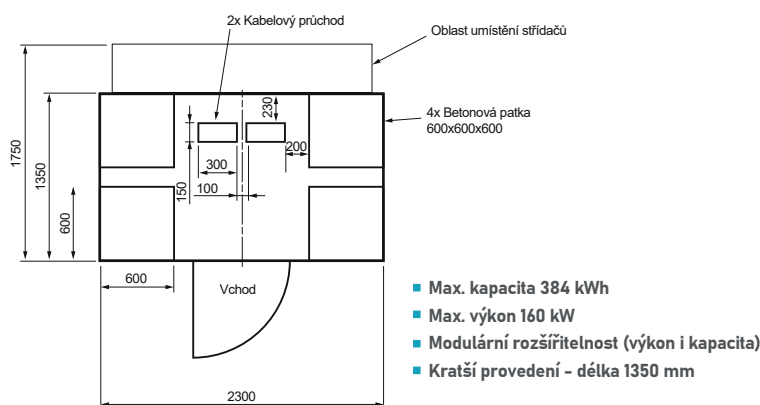 2x Kabelový průchod
Oblast umístění střídačů
4x Betonová patka
600x600x600
1750
1350
600
150
300
100
230
200
600
Vchod
2300
Max. kapacita 384 kWh
Max. výkon 160 kW
Modulární rozšířitelnost (výkon i kapacita)
Kratší provedení - délka 1350 mm